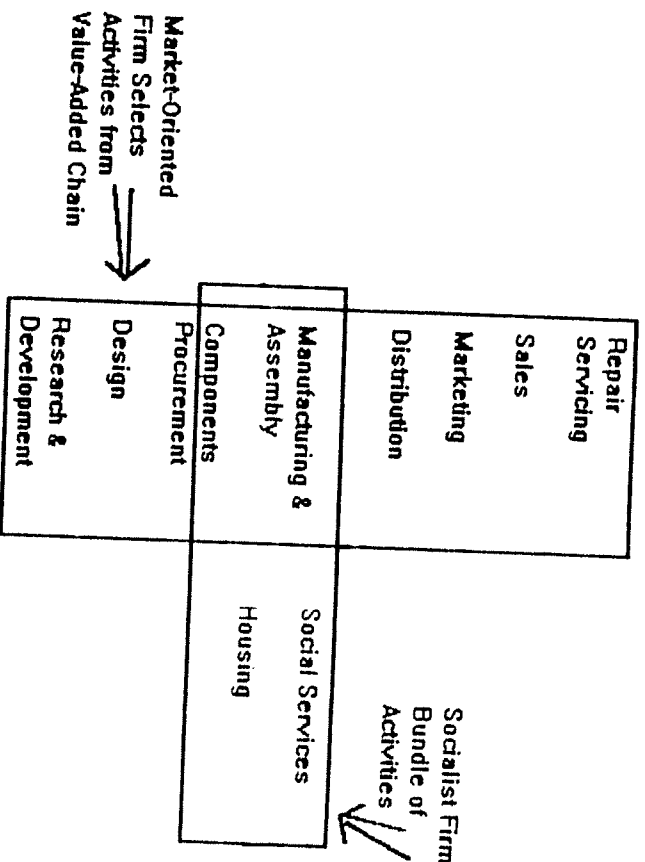 Repair
Servicing
Sales
Marketing
Distribution
Socialist Firm
Bundle of
Activities
Manufacturing &
Assembly
Social Services
Housing
Components
Procurement
Market-Oriented
Firm Selects
Activities from
Value-Added Chain
Design
Research &
Development